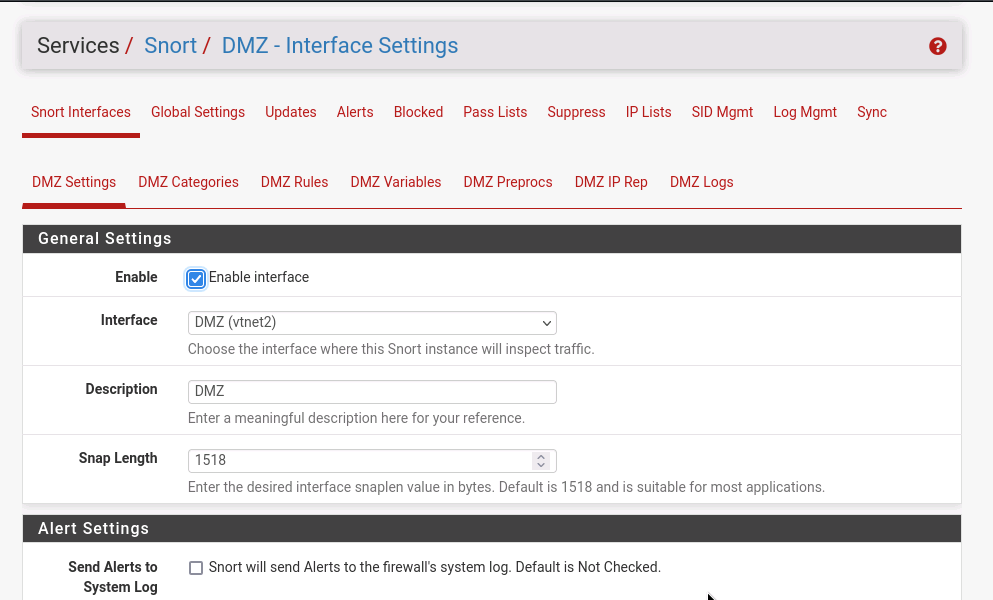 Services / Snort / DMZ - Interface Settings
Snort Interfaces Global Settings Updates Alerts Blocked Pass Lists Suppress IP Lists SID Mgmt Log Mgmt Sync
DMZ Settings DMZ Categories DMZ Rules DMZ Variables DMZ Preprocs DMZ IP Rep DMZ Logs
General Settings
Enable Enable interface
Interface DMZ (vtnet2)
Choose the interface where this Snort instance will inspect traffic.
Description DMZ
Enter a meaningful description here for your reference.
Snap Length 1518
Enter the desired interface snaplen value in bytes. Default is 1518 and is suitable for most applications.
Alert Settings
Send Alerts to Snort will send Alerts to the firewall's system log. Default is Not Checked.
System Log